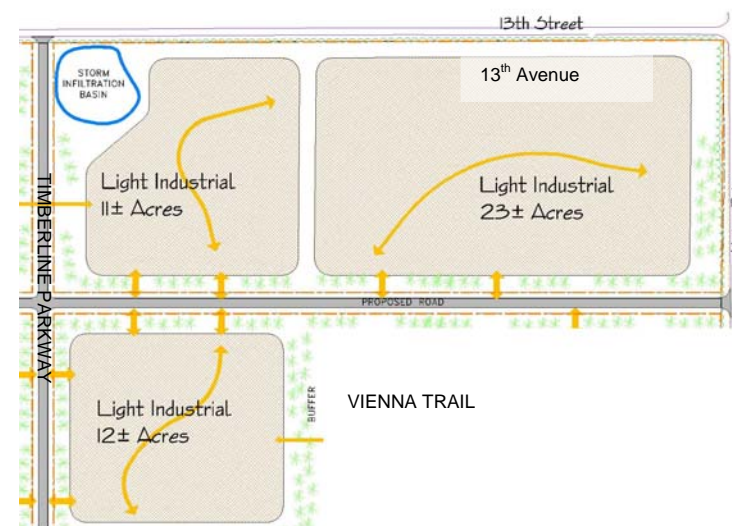 13th Street
13th Avenue
STORM
INFILTRATION
BASIN
Light Industrial
11± Acres
Light Industrial
23± Acres
TIMBERLINE PARKWAY
PROPOSED ROAD
Light Industrial
12± Acres
BUFFER
VIENNA TRAIL